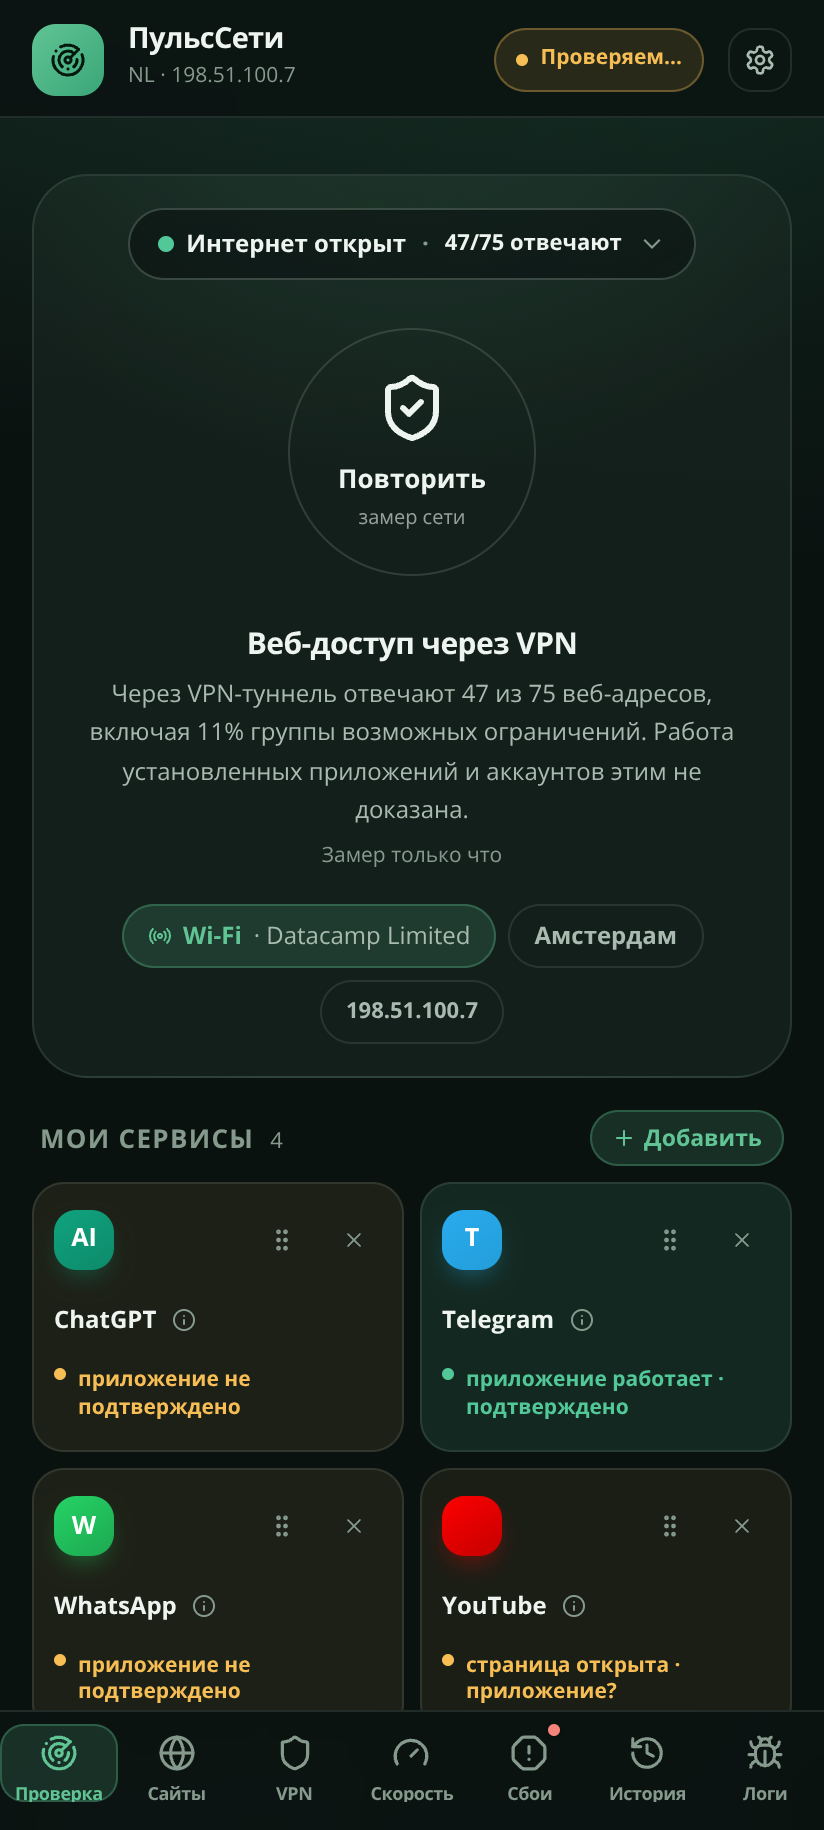 ПульсСети
NL · 198.51.100.7
Проверяем...
Интернет открыт · 47/75 отвечают
Повторить
замер сети
Веб-доступ через VPN
Через VPN-туннель отвечают 47 из 75 веб-адресов,
включая 11% группы возможных ограничений. Работа
установленных приложений и аккаунтов этим не
доказана.
Замер только что
Wi-Fi · Datacamp Limited
Амстердам
198.51.100.7
МОИ СЕРВИСЫ 4
+ Добавить
AI
ChatGPT
приложение не
подтверждено
T
Telegram
приложение работает ·
подтверждено
W
WhatsApp
приложение не
подтверждено
YouTube
страница открыта ·
приложение?
Проверка
Сайты
VPN
Скорость
Сбои
История
Логи